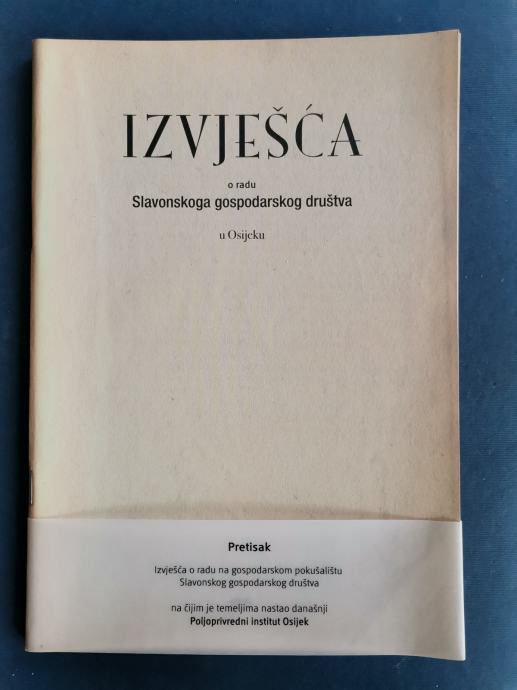 IZVJEŠĆA
o radu
Slavonskoga gospodarskog društva
u Osijeku
Pretisak
Izvješća o radu na gospodarskom pokušalištu
Slavonskog gospodarskog društva
na čijim je temeljima nastao današnji
Poljoprivredni institut Osijek